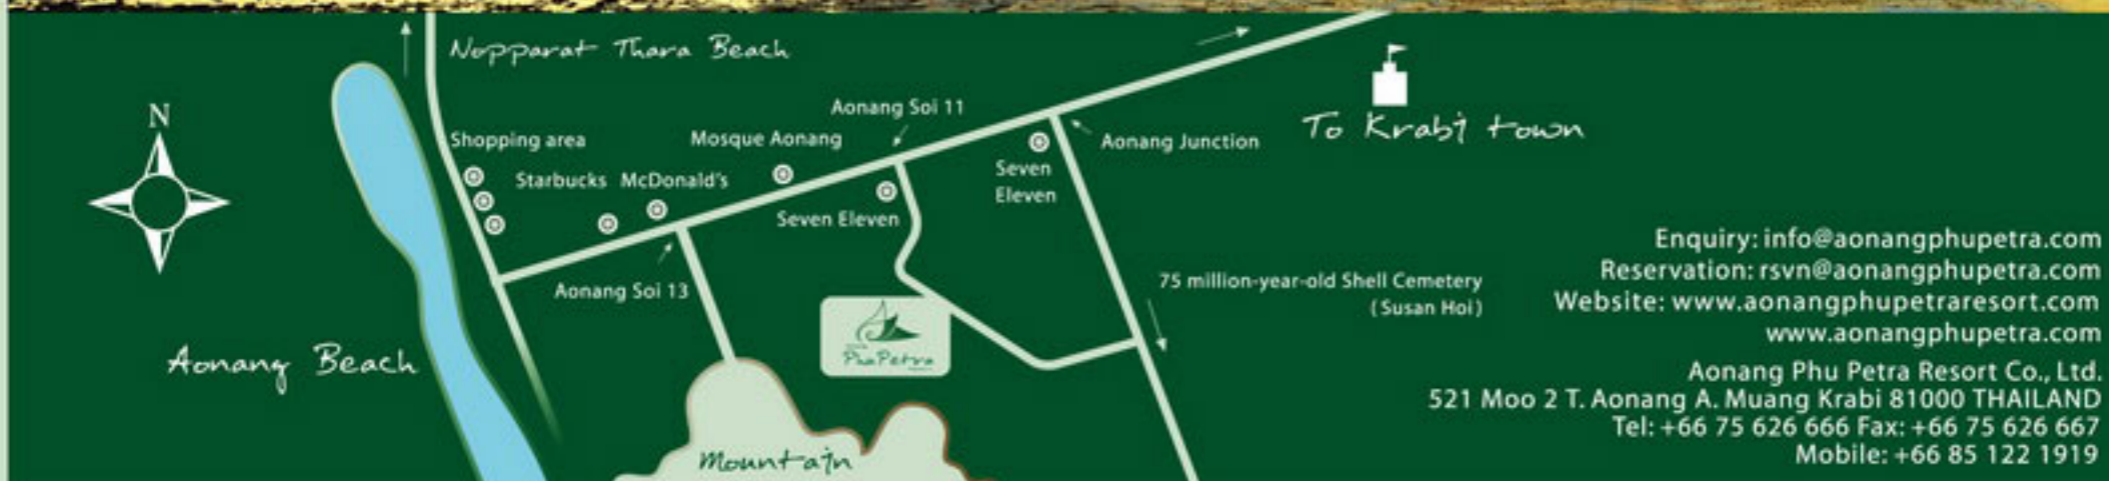 Nopparat Thara Beach
N
Shopping area
Starbucks
McDonald's
Mosque Aonang
Aonang Soi 11
Seven Eleven
Seven
Eleven
Aonang Junction
To Krabi town
Aonang Soi 13
PhuPetra
75 million-year-old Shell Cemetery
(Susan Hoi)
Aonang Beach
Mountain
Enquiry: info@aonangphupetra.com
Reservation: rsvn@aonangphupetra.com
Website: www.aonangphupetraresort.com
www.aonangphupetra.com
Aonang Phu Petra Resort Co., Ltd.
521 Moo 2 T. Aonang A. Muang Krabi 81000 THAILAND
Tel: +66 75 626 666 Fax: +66 75 626 667
Mobile: +66 85 122 1919